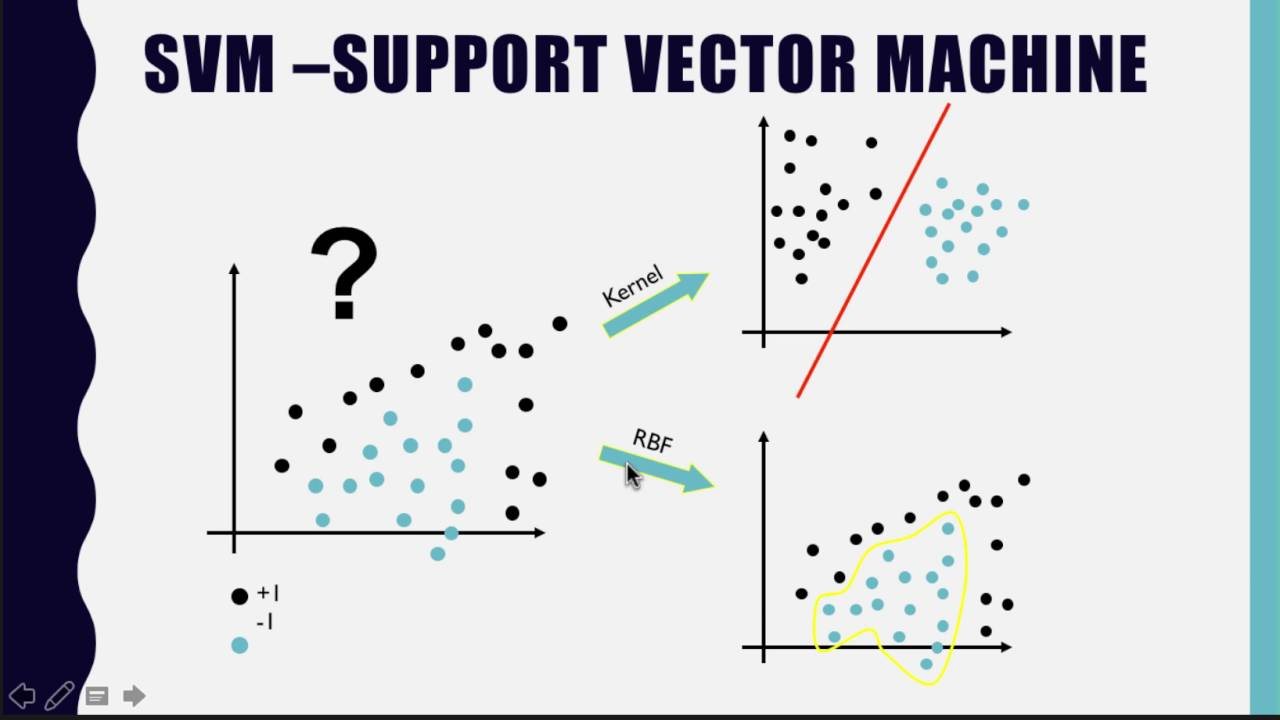 SVM –SUPPORT VECTOR MACHINE
?
Kernel
RBF
+1
-1